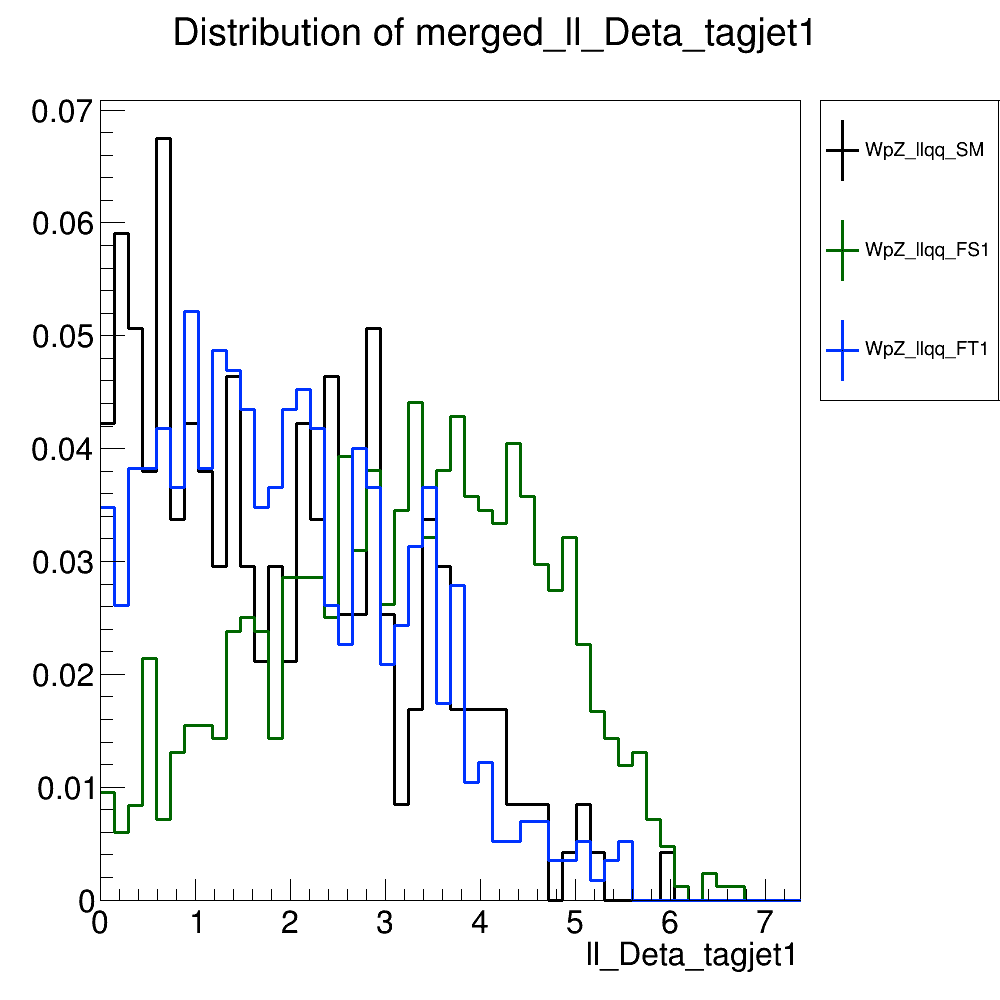 Distribution of merged_ll_Deta_tagjet1
0.07
0.06
0.05
0.04
0.03
0.02
0.01
0
0 1 2 3 4 5 6 7
ll_Deta_tagjet1
WpZ_llqq_SM
WpZ_llqq_FS1
WpZ_llqq_FT1